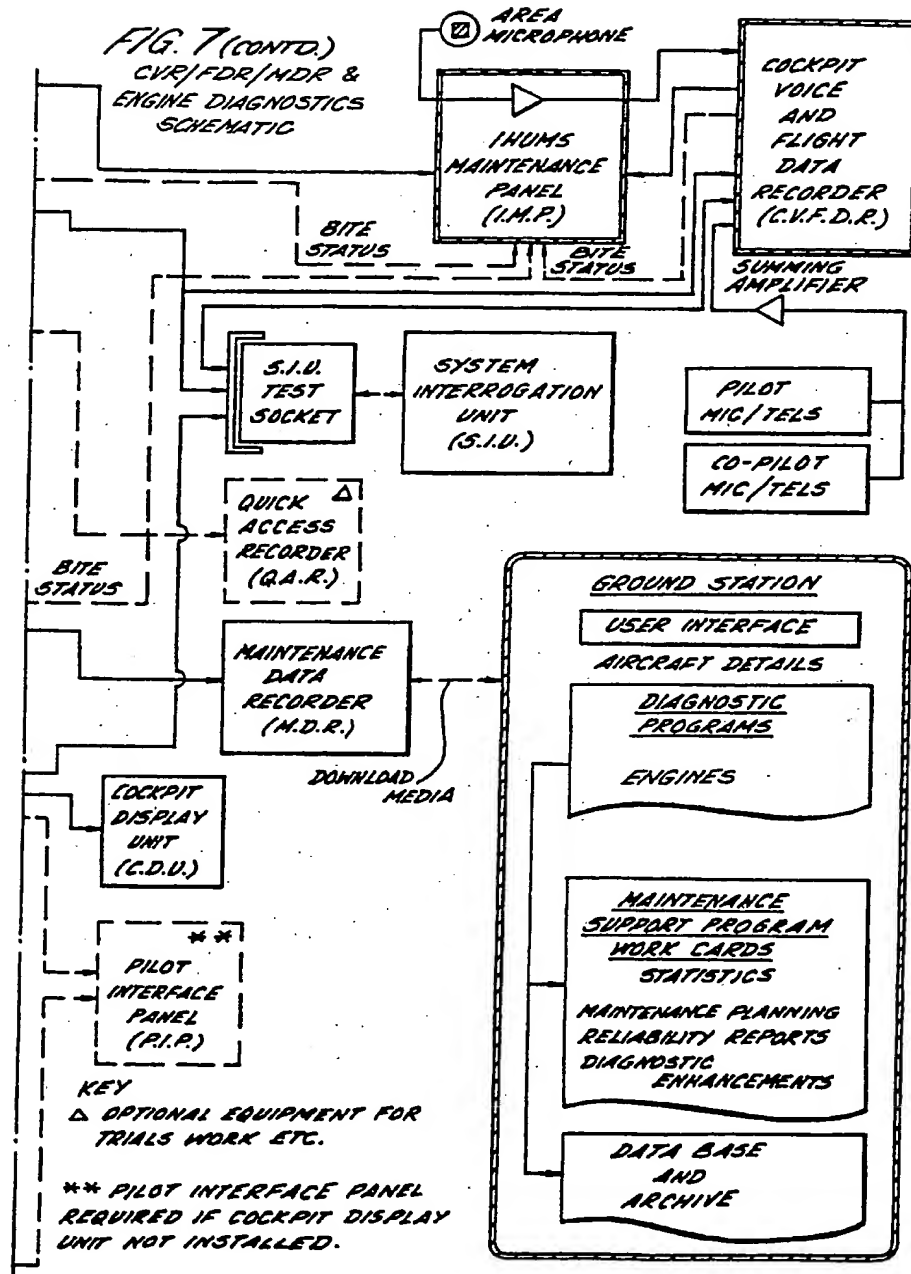 FIG. 7 (CONTD.)
CVR/FDR/MDR &
ENGINE DIAGNOSTICS
SCHEMATIC
AREA
MICROPHONE
IHUMS
MAINTENANCE
PANEL
(I.M.P.)
COCKPIT
VOICE
AND
FLIGHT
DATA
RECORDER
(C.V.F.D.R.)
BITE
STATUS
BITE
STATUS
SUMMING
AMPLIFIER
S.I.U.
TEST
SOCKET
SYSTEM
INTERROGATION
UNIT
(S.I.U.)
PILOT
MIC/TELS
CO-PILOT
MIC/TELS
QUICK Δ
ACCESS
RECORDER
(Q.A.R.)
BITE
STATUS
MAINTENANCE
DATA
RECORDER
(M.D.R.)
DOWNLOAD
MEDIA
COCKPIT
DISPLAY
UNIT
(C.D.U.)
**
PILOT
INTERFACE
PANEL
(P.I.P.)
GROUND STATION
USER INTERFACE
AIRCRAFT DETAILS
DIAGNOSTIC
PROGRAMS
ENGINES
MAINTENANCE
SUPPORT PROGRAM
WORK CARDS
STATISTICS
MAINTENANCE PLANNING
RELIABILITY REPORTS
DIAGNOSTIC
ENHANCEMENTS
DATA BASE
AND
ARCHIVE
KEY
Δ OPTIONAL EQUIPMENT FOR
TRIALS WORK ETC.
** PILOT INTERFACE PANEL
REQUIRED IF COCKPIT DISPLAY
UNIT NOT INSTALLED.